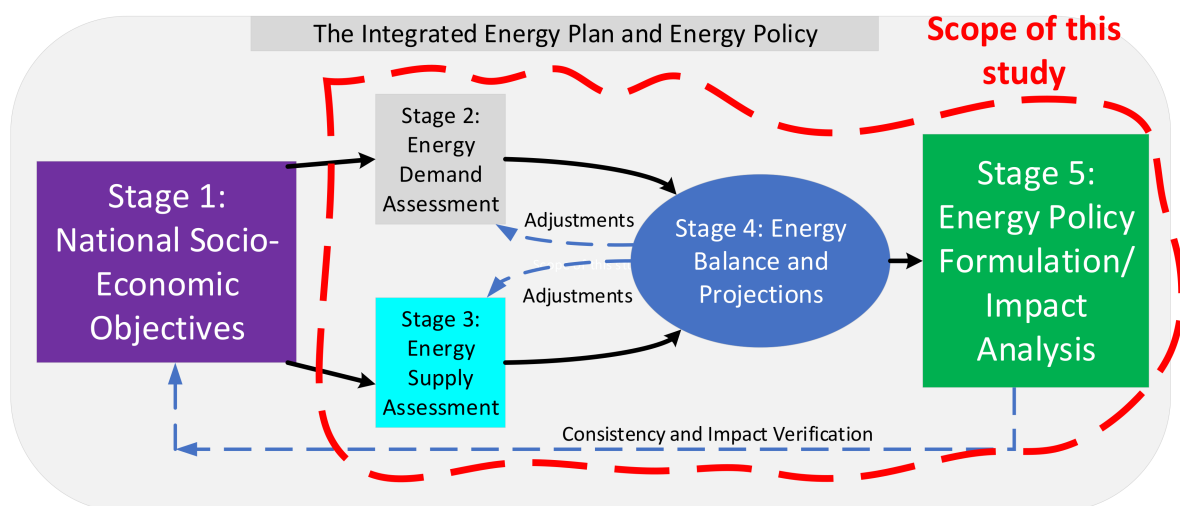 The Integrated Energy Plan and Energy Policy
Scope of this
study
Stage 1:
National Socio-
Economic
Objectives
Stage 2:
Energy
Demand
Assessment
Adjustments
Adjustments
Stage 3:
Energy
Supply
Assessment
Stage 4: Energy
Balance and
Projections
Stage 5:
Energy Policy
Formulation/
Impact
Analysis
Consistency and Impact Verification